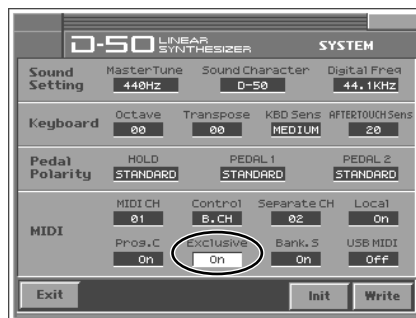 D-50 LINEAR SYNTHESIZER SYSTEM
Sound Setting
MasterTune Sound Character Digital Freq
440HZ D-50 44.1KHz
Keyboard
Octave Transpose KBD Sens AFTERTOUCH Sens
00 00 MEDIUM 20
Pedal Polarity
HOLD PEDAL 1 PEDAL 2
STANDARD STANDARD STANDARD
MIDI
MIDI CH Control Separate CH Local
01 B.CH 02 On
Prog.C Exclusive Bank.S USB MIDI
On On On Off
Exit Init Write